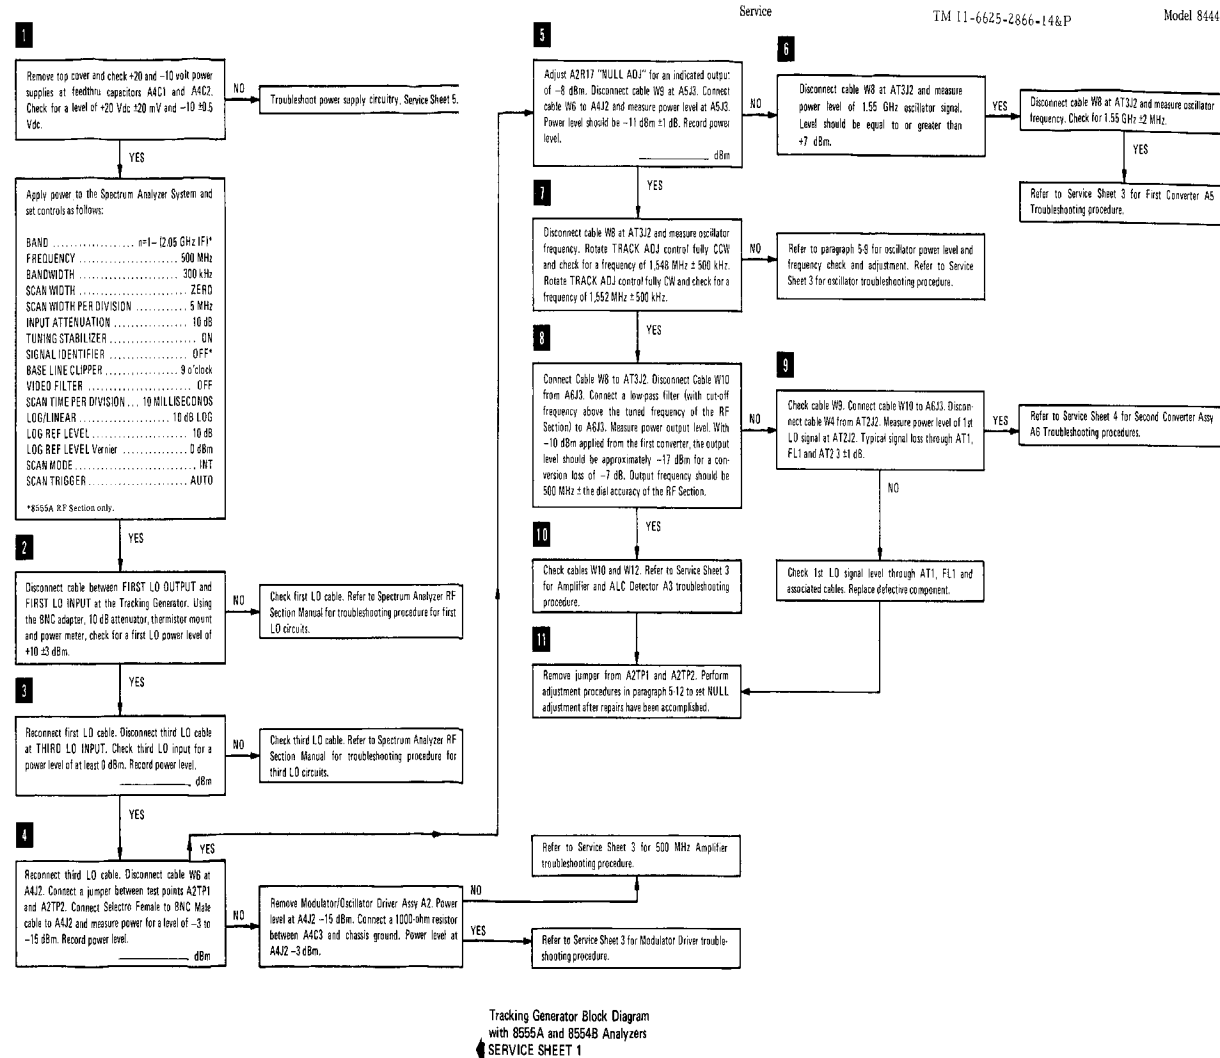 Service
TM 11-6625-2866-14&P
Model 8444
1
Remove top cover and check +20 and −10 volt power
supplies at feedthru capacitors A4C1 and A4C2.
Check for a level of +20 Vdc ±20 mV and −10 ±0.5
Vdc.
NO
Troubleshoot power supply circuitry, Service Sheet 5.
YES
Apply power to the Spectrum Analyzer System and
set controls as follows:
BAND . . . . . . . . . . . . . . . . . . . n=1− (2.05 GHz IF)*
FREQUENCY . . . . . . . . . . . . . . . . . . . . . . . 500 MHz
BANDWIDTH . . . . . . . . . . . . . . . . . . . . . . . 300 kHz
SCAN WIDTH . . . . . . . . . . . . . . . . . . . . . . . . ZERO
SCAN WIDTH PER DIVISION . . . . . . . . . . . . 5 MHz
INPUT ATTENUATION . . . . . . . . . . . . . . . . . 10 dB
TUNING STABILIZER . . . . . . . . . . . . . . . . . . . ON
SIGNAL IDENTIFIER . . . . . . . . . . . . . . . . . . OFF*
BASE LINE CLIPPER . . . . . . . . . . . . . . . 9 o'clock
VIDEO FILTER . . . . . . . . . . . . . . . . . . . . . . . OFF
SCAN TIME PER DIVISION . . . 10 MILLISECONDS
LOG/LINEAR . . . . . . . . . . . . . . . . . . . . 10 dB LOG
LOG REF LEVEL . . . . . . . . . . . . . . . . . . . . . 10 dB
LOG REF LEVEL Vernier . . . . . . . . . . . . . . . 0 dBm
SCAN MODE . . . . . . . . . . . . . . . . . . . . . . . . . INT
SCAN TRIGGER . . . . . . . . . . . . . . . . . . . . . AUTO
*8555A RF Section only.
YES
2
Disconnect cable between FIRST LO OUTPUT and
FIRST LO INPUT at the Tracking Generator. Using
the BNC adapter, 10 dB attenuator, thermistor mount
and power meter, check for a first LO power level of
+10 ±3 dBm.
NO
Check first LO cable. Refer to Spectrum Analyzer RF
Section Manual for troubleshooting procedure for first
LO circuits.
YES
3
Reconnect first LO cable. Disconnect third LO cable
at THIRD LO INPUT. Check third LO input for a
power level of at least 0 dBm. Record power level.
____________ dBm
NO
Check third LO cable. Refer to Spectrum Analyzer RF
Section Manual for troubleshooting procedure for
third LO circuits.
YES
4
YES
Reconnect third LO cable. Disconnect cable W6 at
A4J2. Connect a jumper between test points A2TP1
and A2TP2. Connect Selectro Female to BNC Male
cable to A4J2 and measure power for a level of −3 to
−15 dBm. Record power level.
____________ dBm
NO
Remove Modulator/Oscillator Driver Assy A2. Power
level at A4J2 −15 dBm. Connect a 1000-ohm resistor
between A4C3 and chassis ground. Power level at
A4J2 −3 dBm.
NO
Refer to Service Sheet 3 for 500 MHz Amplifier
troubleshooting procedure.
YES
Refer to Service Sheet 3 for Modulator Driver trouble-
shooting procedure.
5
Adjust A2R17 "NULL ADJ" for an indicated output
of −8 dBm. Disconnect cable W9 at A5J3. Connect
cable W6 to A4J2 and measure power level at A5J3.
Power level should be −11 dBm ±1 dB. Record power
level.
____________ dBm
NO
6
Disconnect cable W8 at AT3J2 and measure
power level of 1.55 GHz oscillator signal.
Level should be equal to or greater than
+7 dBm.
YES
Disconnect cable W8 at AT3J2 and measure oscillator
frequency. Check for 1.55 GHz ±2 MHz.
YES
Refer to Service Sheet 3 for First Converter A5
Troubleshooting procedure.
YES
7
Disconnect cable W8 at AT3J2 and measure oscillator
frequency. Rotate TRACK ADJ control fully CCW
and check for a frequency of 1,548 MHz ± 500 kHz.
Rotate TRACK ADJ control fully CW and check for a
frequency of 1,552 MHz ± 500 kHz.
NO
Refer to paragraph 5-9 for oscillator power level and
frequency check and adjustment. Refer to Service
Sheet 3 for oscillator troubleshooting procedure.
YES
8
Connect Cable W8 to AT3J2. Disconnect Cable W10
from A6J3. Connect a low-pass filter (with cut-off
frequency above the tuned frequency of the RF
Section) to A6J3. Measure power output level. With
−10 dBm applied from the first converter, the output
level should be approximately −17 dBm for a con-
version loss of −7 dB. Output frequency should be
500 MHz ± the dial accuracy of the RF Section.
NO
9
Check cable W9. Connect cable W10 to A6J3. Discon-
nect cable W4 from AT2J2. Measure power level of 1st
LO signal at AT2J2. Typical signal loss through AT1,
FL1 and AT2 3 ±1 dB.
YES
Refer to Service Sheet 4 for Second Converter Assy
A6 Troubleshooting procedures.
NO
Check 1st LO signal level through AT1, FL1 and
associated cables. Replace defective component.
YES
10
Check cables W10 and W12. Refer to Service Sheet 3
for Amplifier and ALC Detector A3 troubleshooting
procedure.
11
Remove jumper from A2TP1 and A2TP2. Perform
adjustment procedures in paragraph 5-12 to set NULL
adjustment after repairs have been accomplished.
Tracking Generator Block Diagram
with 8555A and 8554B Analyzers
SERVICE SHEET 1